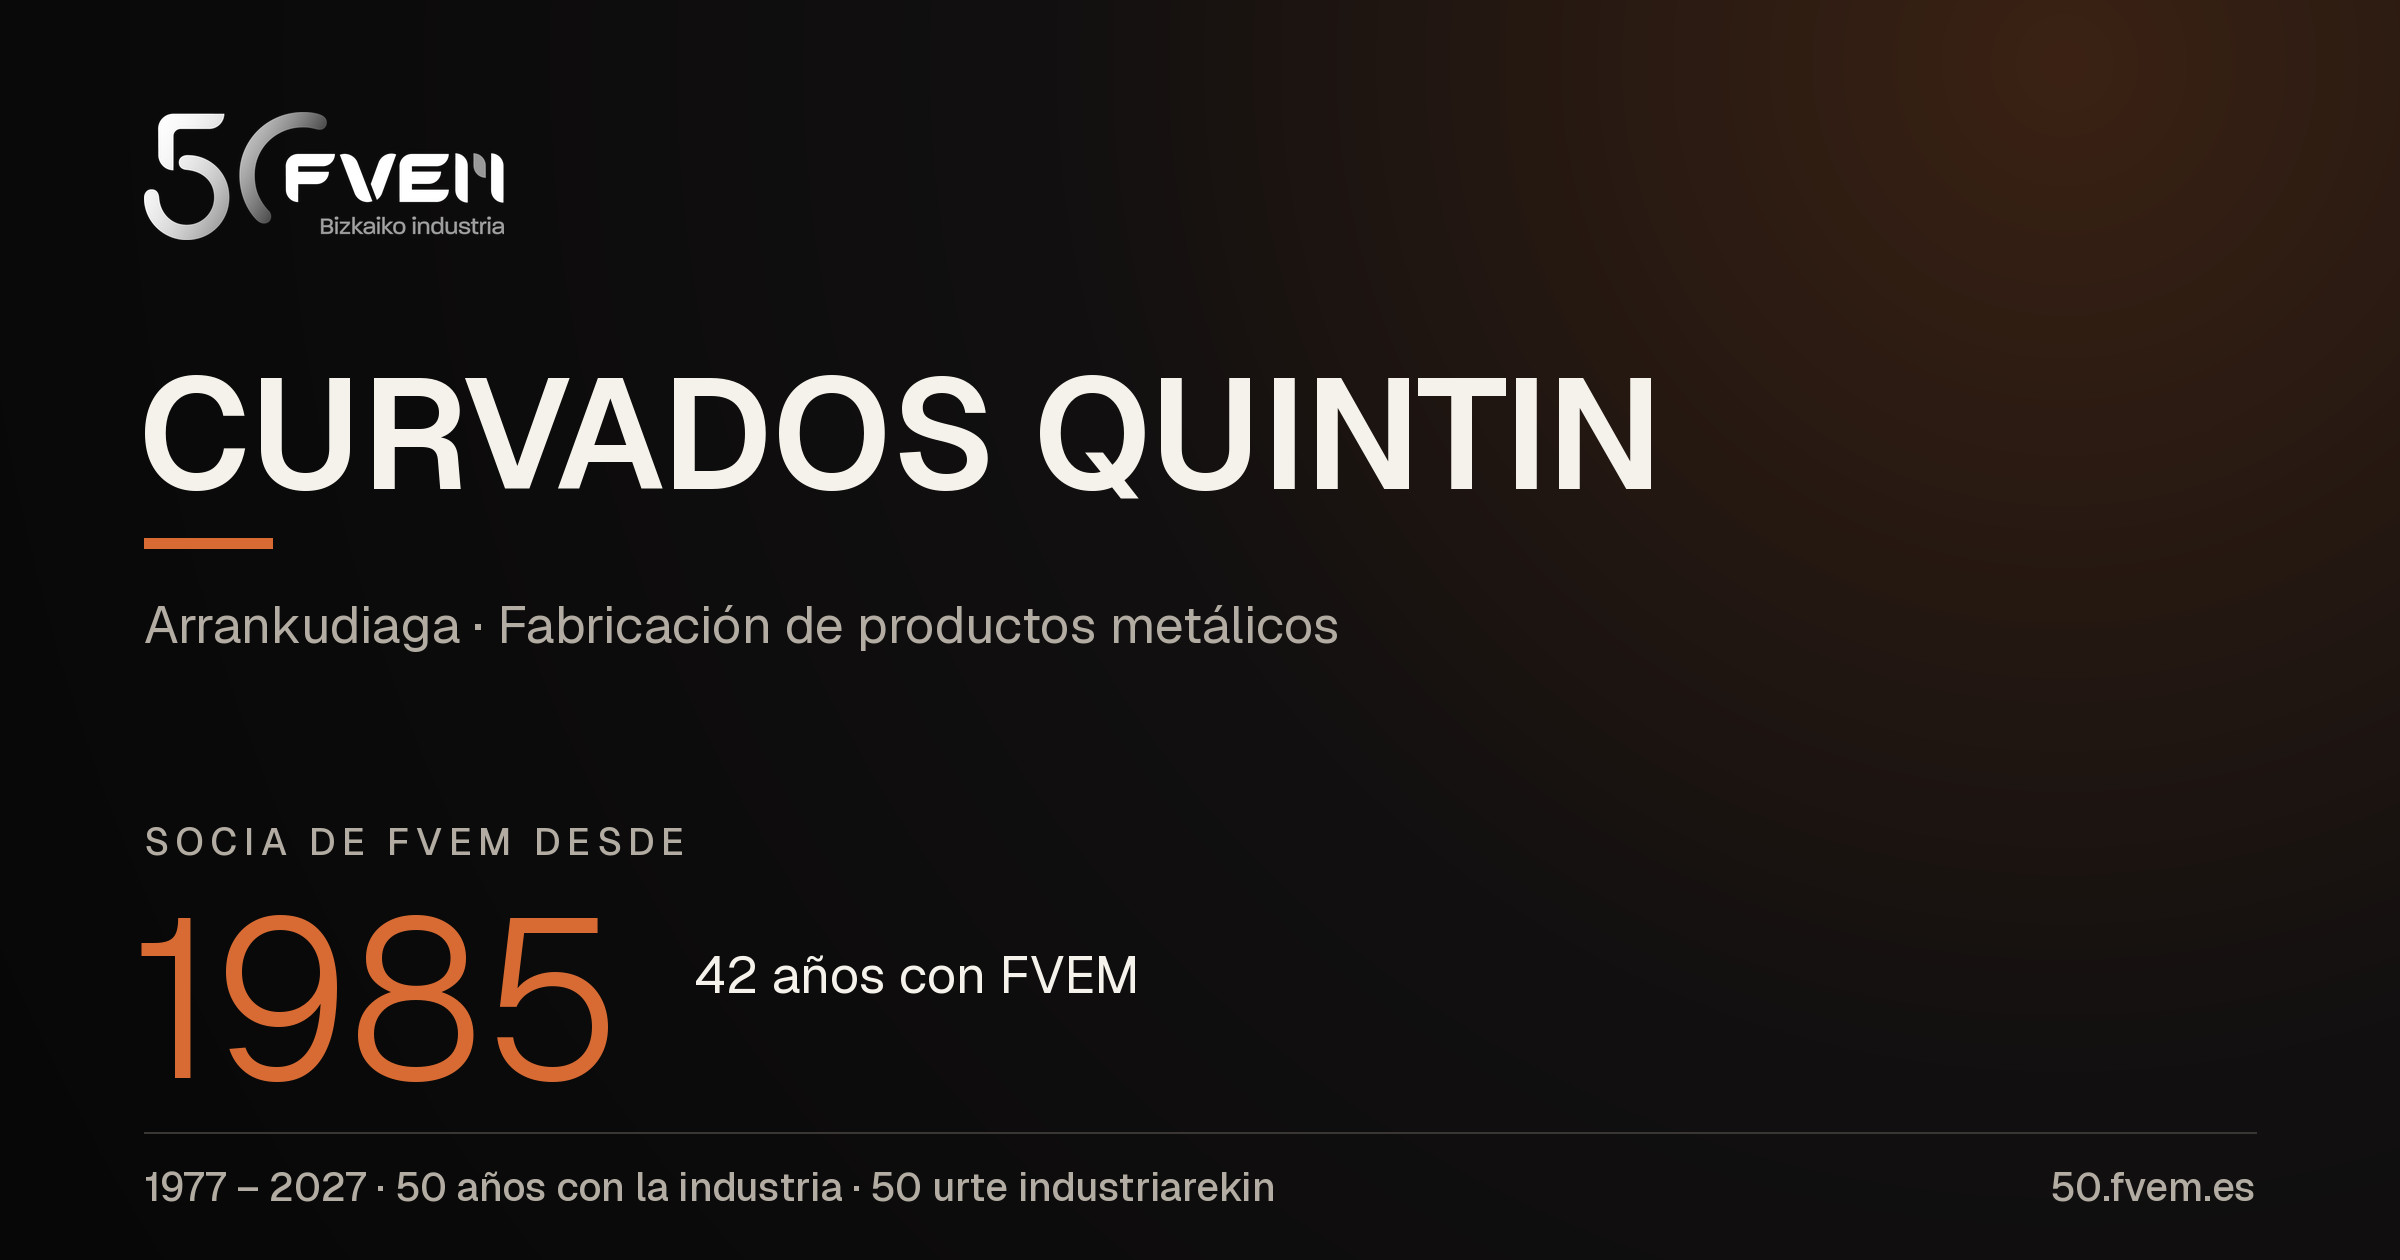 50 FVEM
Bizkaiko industria
CURVADOS QUINTIN
Arrankudiaga · Fabricación de productos metálicos
SOCIA DE FVEM DESDE
1985
42 años con FVEM
1977 – 2027 · 50 años con la industria · 50 urte industriarekin
50.fvem.es